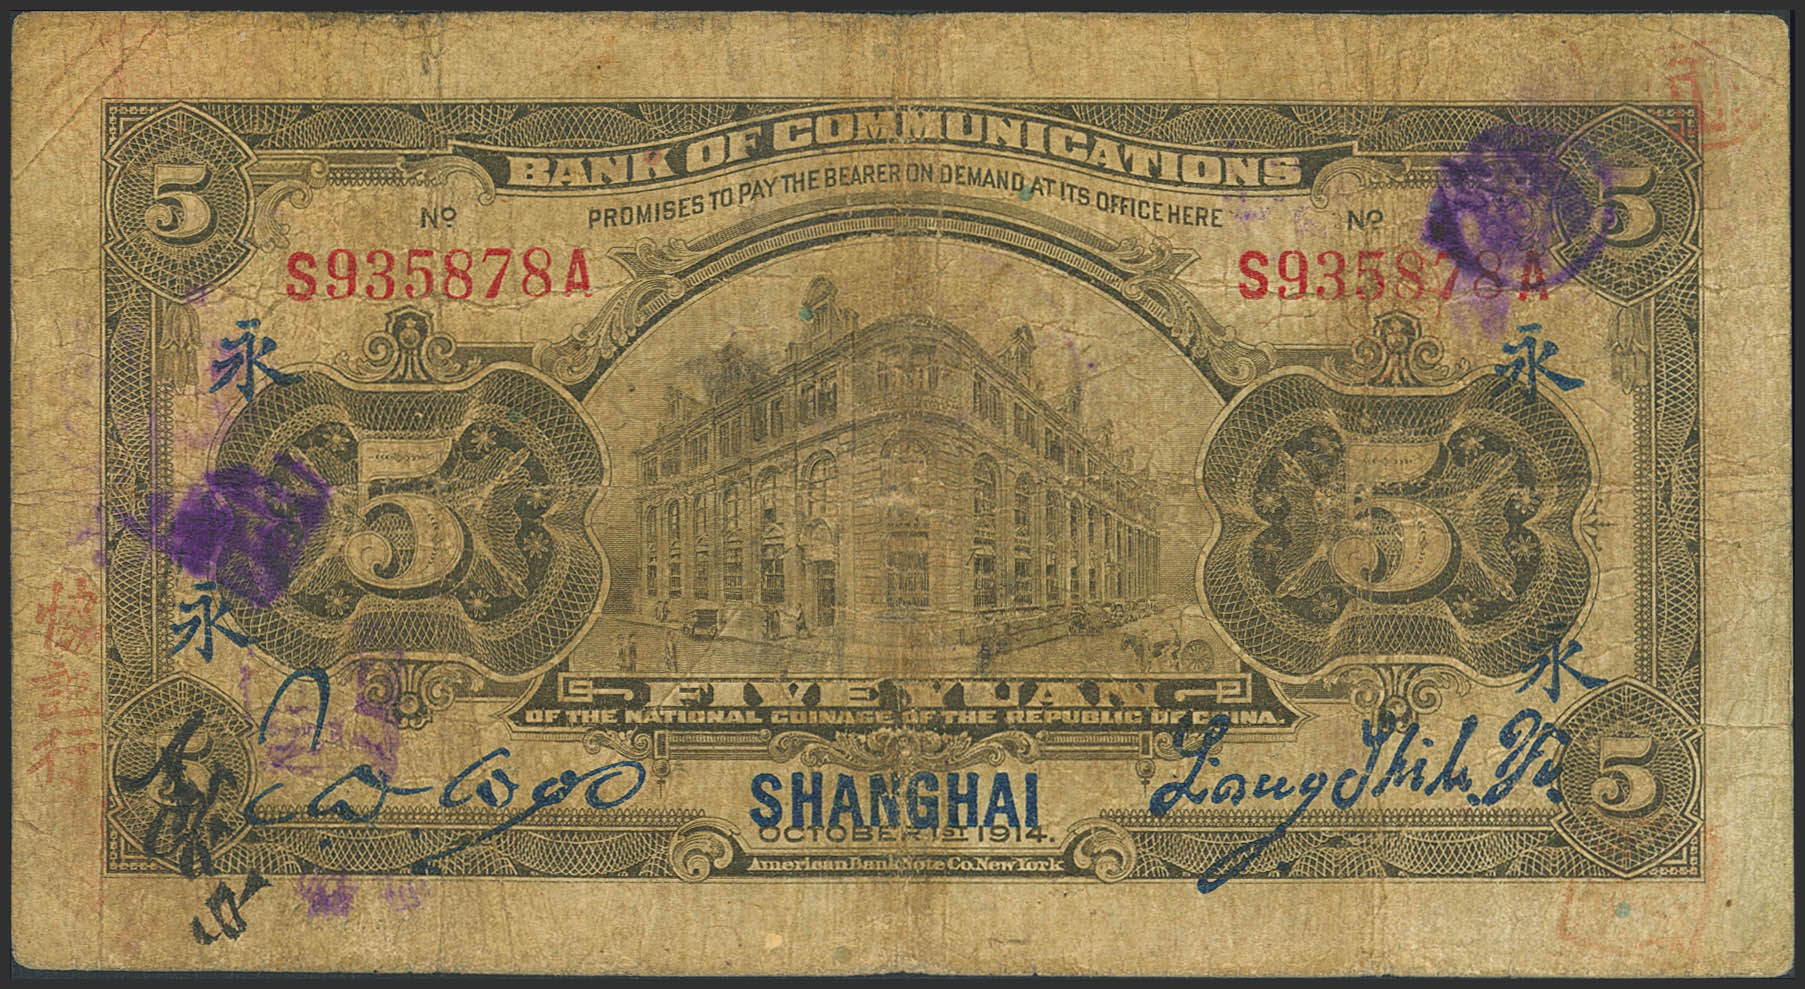 BANK OF COMMUNICATIONS
PROMISES TO PAY THE BEARER ON DEMAND AT ITS OFFICE HERE
5 5
Nº Nº
S935878A S935878A
永 永
5 5
永 永
FIVE YUAN
OF THE NATIONAL COINAGE OF THE REPUBLIC OF CHINA.
5 5
SHANGHAI
OCTOBER 1ST 1914.
American Bank Note Co. New York